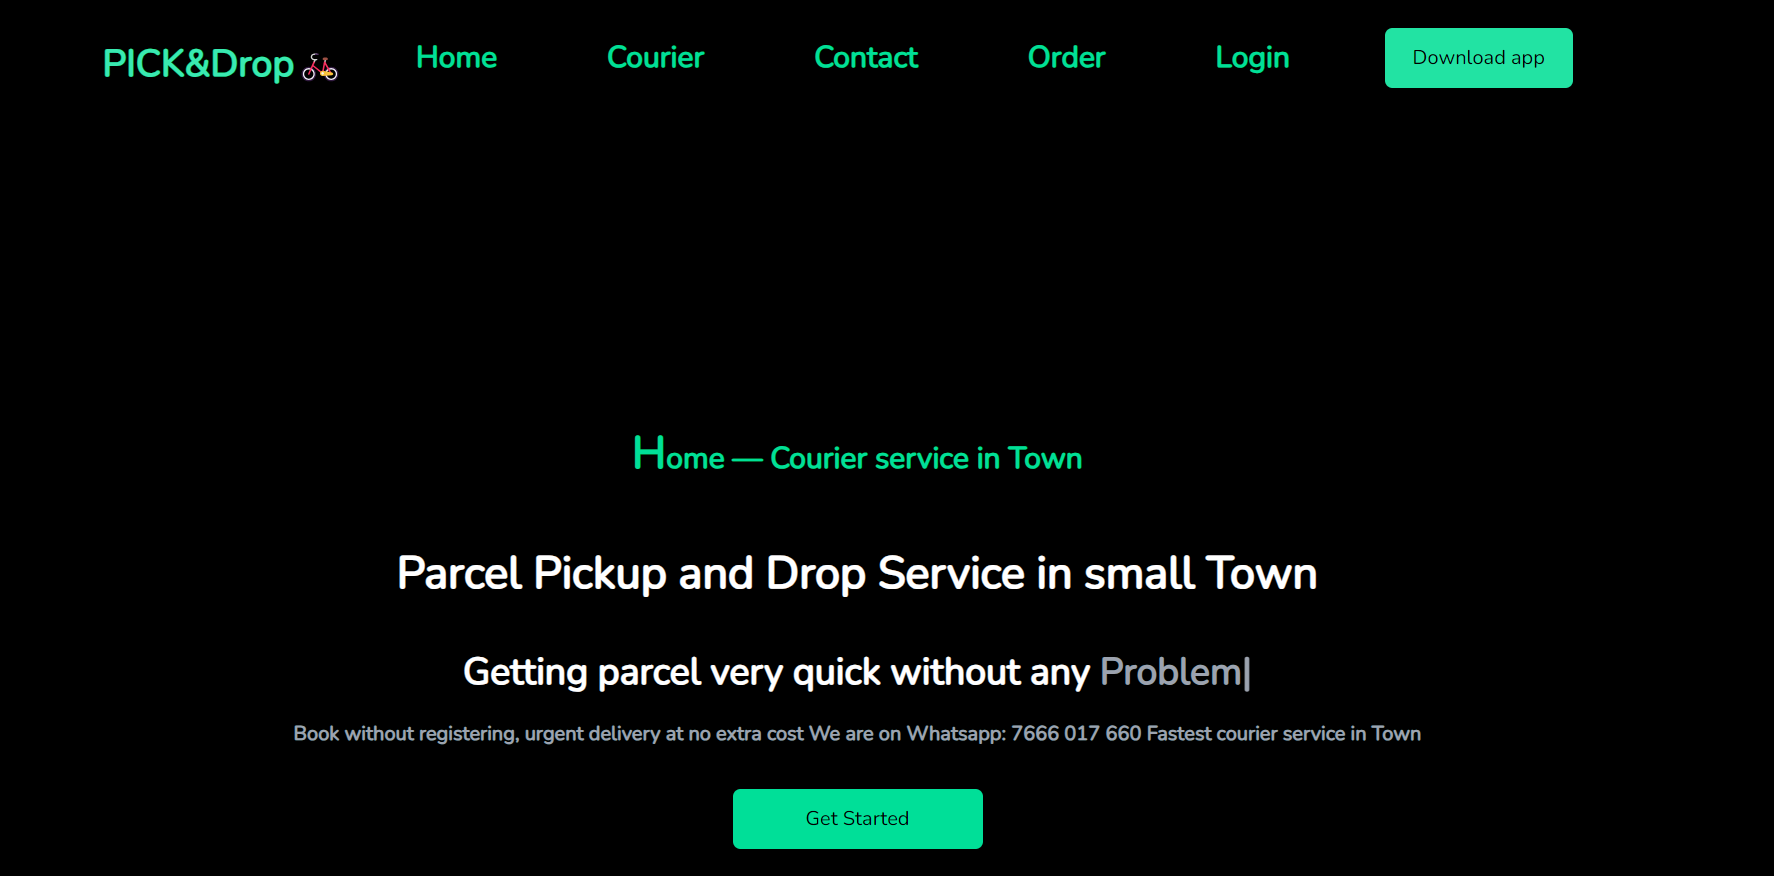 PICK&Drop Home Courier Contact Order Login Download app
Home — Courier service in Town
Parcel Pickup and Drop Service in small Town
Getting parcel very quick without any Problem|
Book without registering, urgent delivery at no extra cost We are on Whatsapp: 7666 017 660 Fastest courier service in Town
Get Started